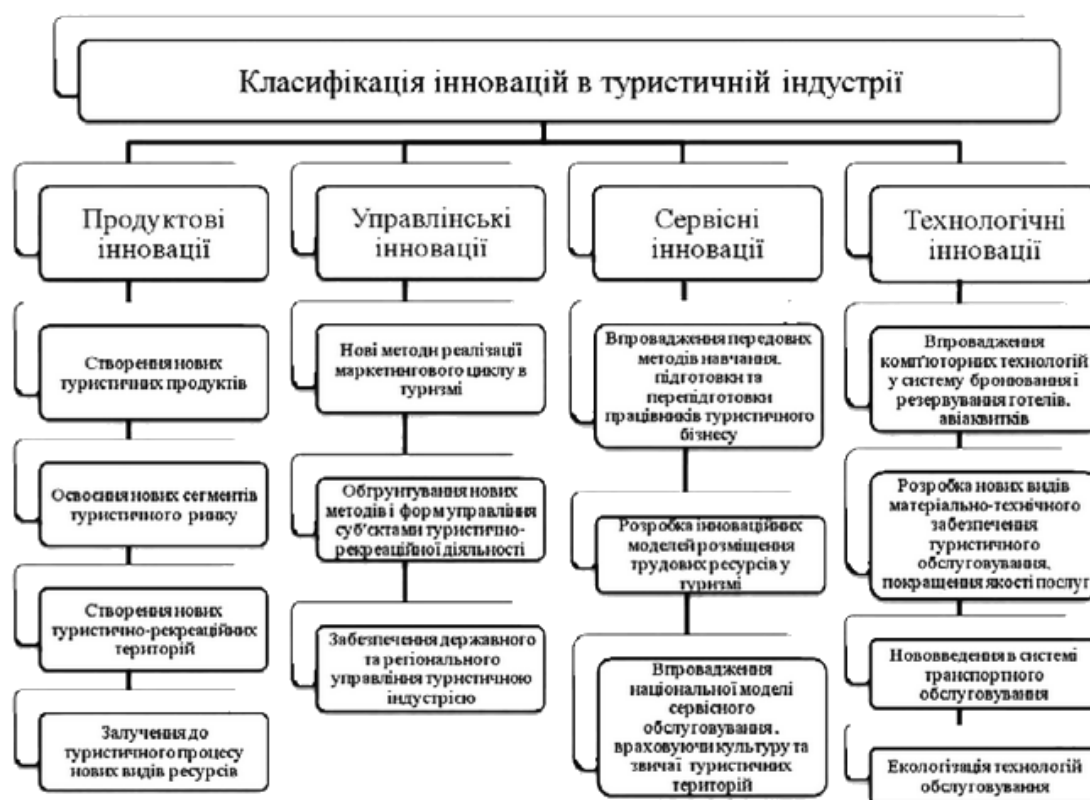 Класифікація інновацій в туристичній індустрії
Продуктові
інновації
Створення нових
туристичних продуктів
Освоєння нових сегментів
туристичного ринку
Створення нових
туристично-рекреаційних
територій
Залучення до
туристичного процесу
нових видів ресурсів
Управлінські
інновації
Нові методи реалізації
маркетингового циклу в
туризмі
Обгрунтування нових
методів і форм управління
суб'єктами туристично-
рекреаційної діяльності
Забезпечення державного
та регіонального
управління туристичною
індустрією
Сервісні
інновації
Впровадження передових
методів навчання.
підготовки та
перепідготовки
працівників туристичного
бізнесу
Розробка інноваційних
моделей розміщення
трудових ресурсів у
туризмі
Впровадження
національної моделі
сервісного
обслуговування.
враховуючи культуру та
звичаї туристичних
територій
Технологічні
інновації
Впровадження
комп'юторних технологій
у систему бронювання і
резервування готелів.
авіаквитків
Розробка нових видів
матеріально-технічного
забезпечення
туристичного
обслуговування.
покращення якості послуг
Нововведення в системі
транспортного
обслуговування
Екологізація технологій
обслуговування